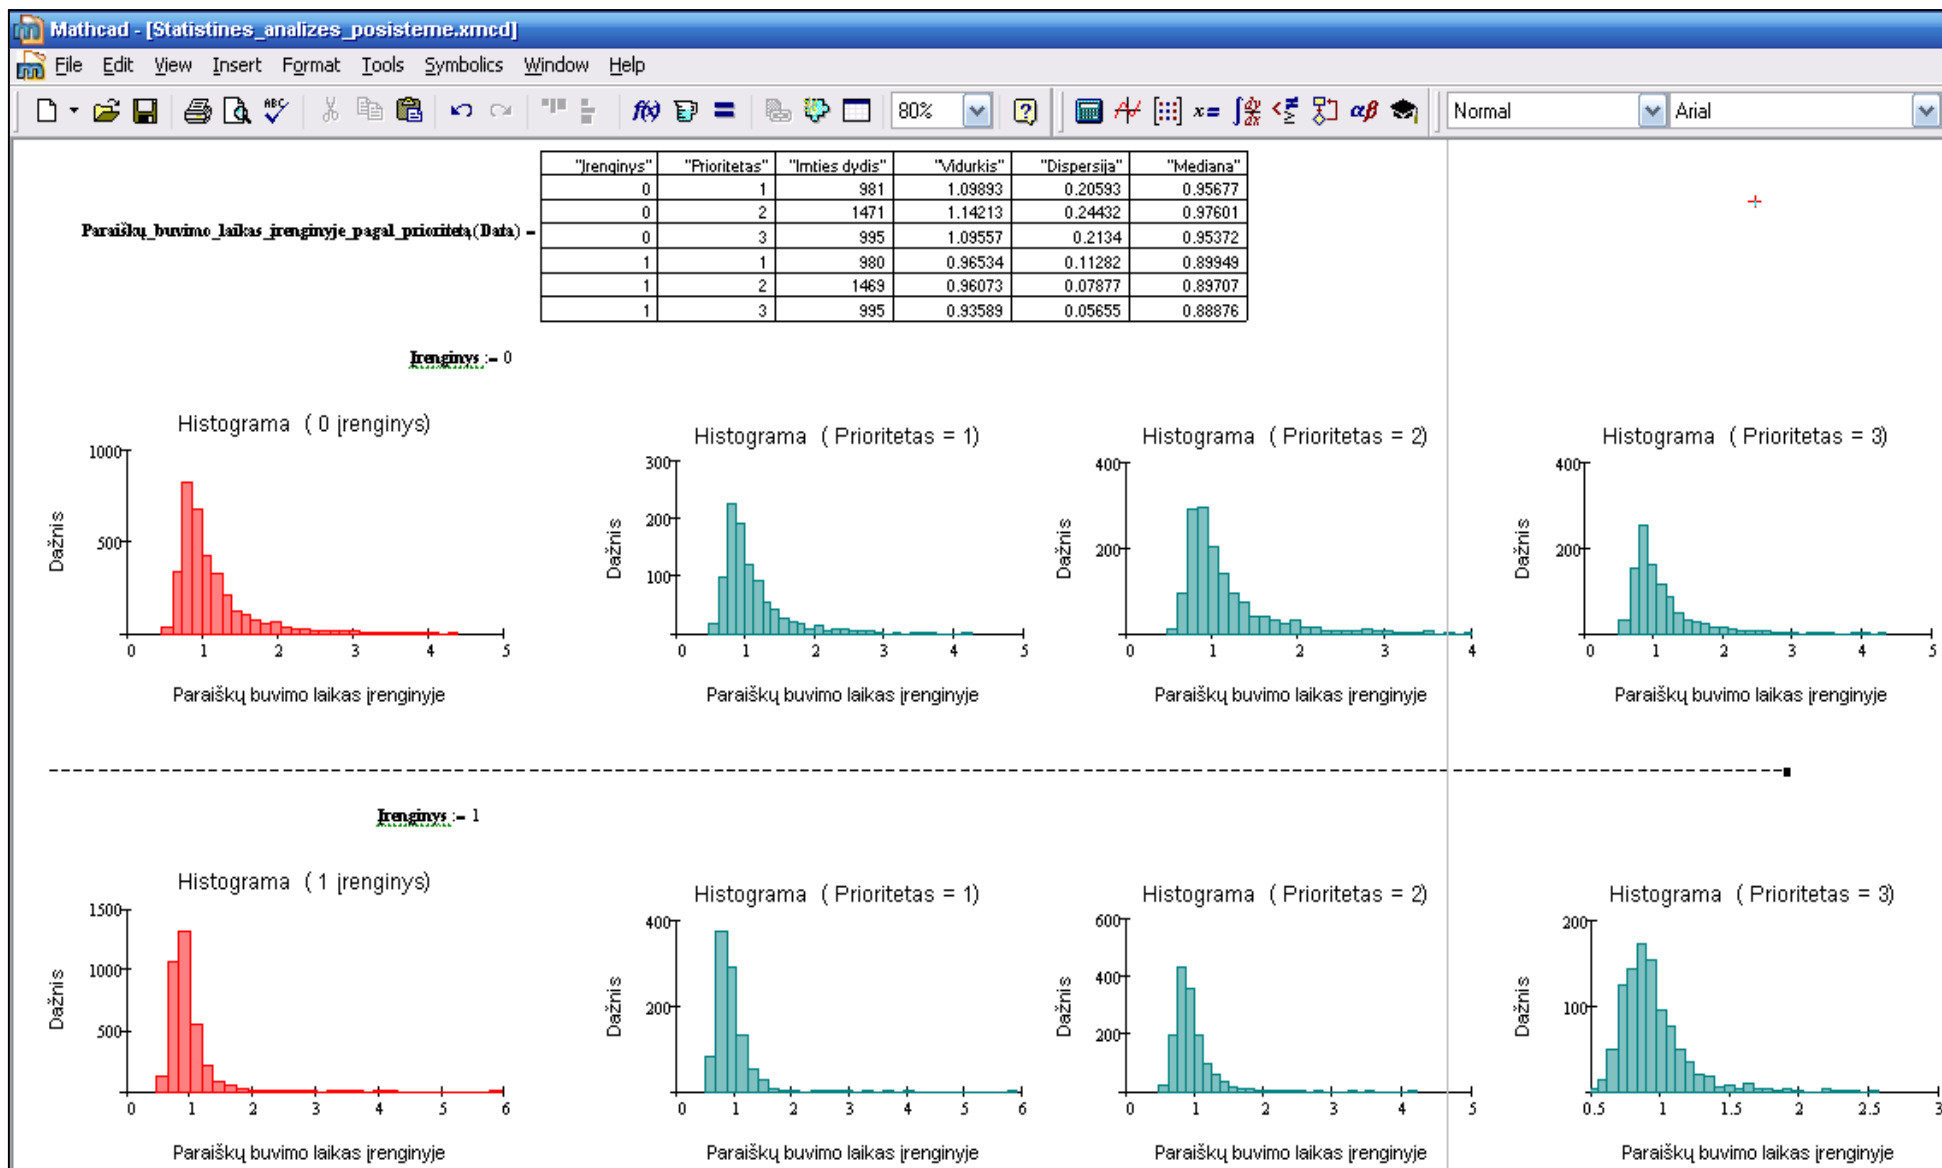 Mathcad - [Statistines_analizes_posisteme.xmcd]
File Edit View Insert Format Tools Symbolics Window Help
80% Normal Arial
"Įrenginys" "Prioritetas" "Imties dydis" "Vidurkis" "Dispersija" "Mediana"
0 1 981 1.09893 0.20593 0.95677
0 2 1471 1.14213 0.24432 0.97601
Paraiškų_buvimo_laikas_įrenginyje_pagal_prioritetą(Data) =
0 3 995 1.09557 0.2134 0.95372
1 1 980 0.96534 0.11282 0.89949
1 2 1469 0.96073 0.07877 0.89707
1 3 995 0.93589 0.05655 0.88876
Įrenginys := 0
Histograma ( 0 įrenginys)
1000
500
Dažnis
0 1 2 3 4 5
Paraiškų buvimo laikas įrenginyje
Histograma ( Prioritetas = 1)
300
200
100
Dažnis
0 1 2 3 4 5
Paraiškų buvimo laikas įrenginyje
Histograma ( Prioritetas = 2)
400
200
Dažnis
0 1 2 3 4
Paraiškų buvimo laikas įrenginyje
Histograma ( Prioritetas = 3)
400
200
Dažnis
0 1 2 3 4 5
Paraiškų buvimo laikas įrenginyje
Įrenginys := 1
Histograma ( 1 įrenginys)
1500
1000
500
Dažnis
0 1 2 3 4 5 6
Paraiškų buvimo laikas įrenginyje
Histograma ( Prioritetas = 1)
400
200
Dažnis
0 1 2 3 4 5 6
Paraiškų buvimo laikas įrenginyje
Histograma ( Prioritetas = 2)
600
400
200
Dažnis
0 1 2 3 4 5
Paraiškų buvimo laikas įrenginyje
Histograma ( Prioritetas = 3)
200
100
Dažnis
0.5 1 1.5 2 2.5 3
Paraiškų buvimo laikas įrenginyje